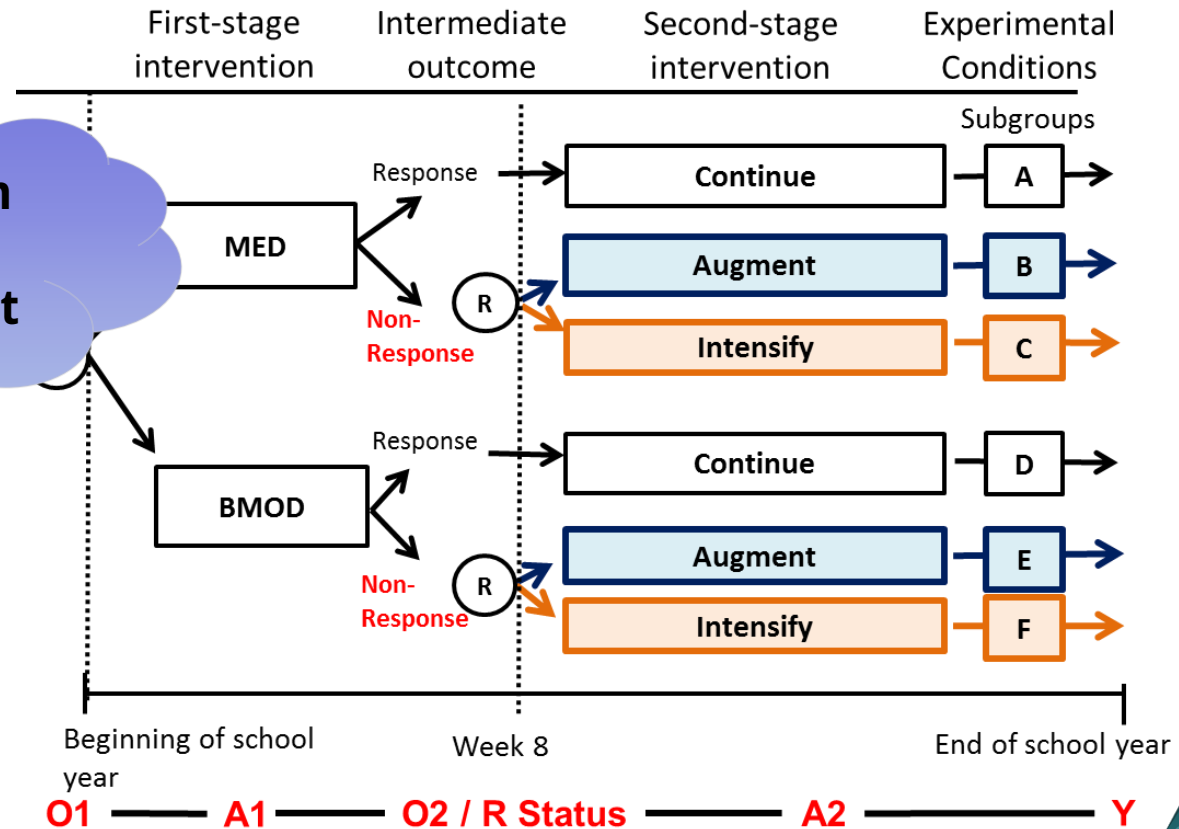 First-stage
intervention
Intermediate
outcome
Second-stage
intervention
Experimental
Conditions
Subgroups
Response
Continue
A
MED
Augment
B
R
Non-
Response
Intensify
C
Response
Continue
D
BMOD
Augment
E
R
Non-
Response
Intensify
F
Beginning of school
year
Week 8
End of school year
O1
A1
O2 / R Status
A2
Y